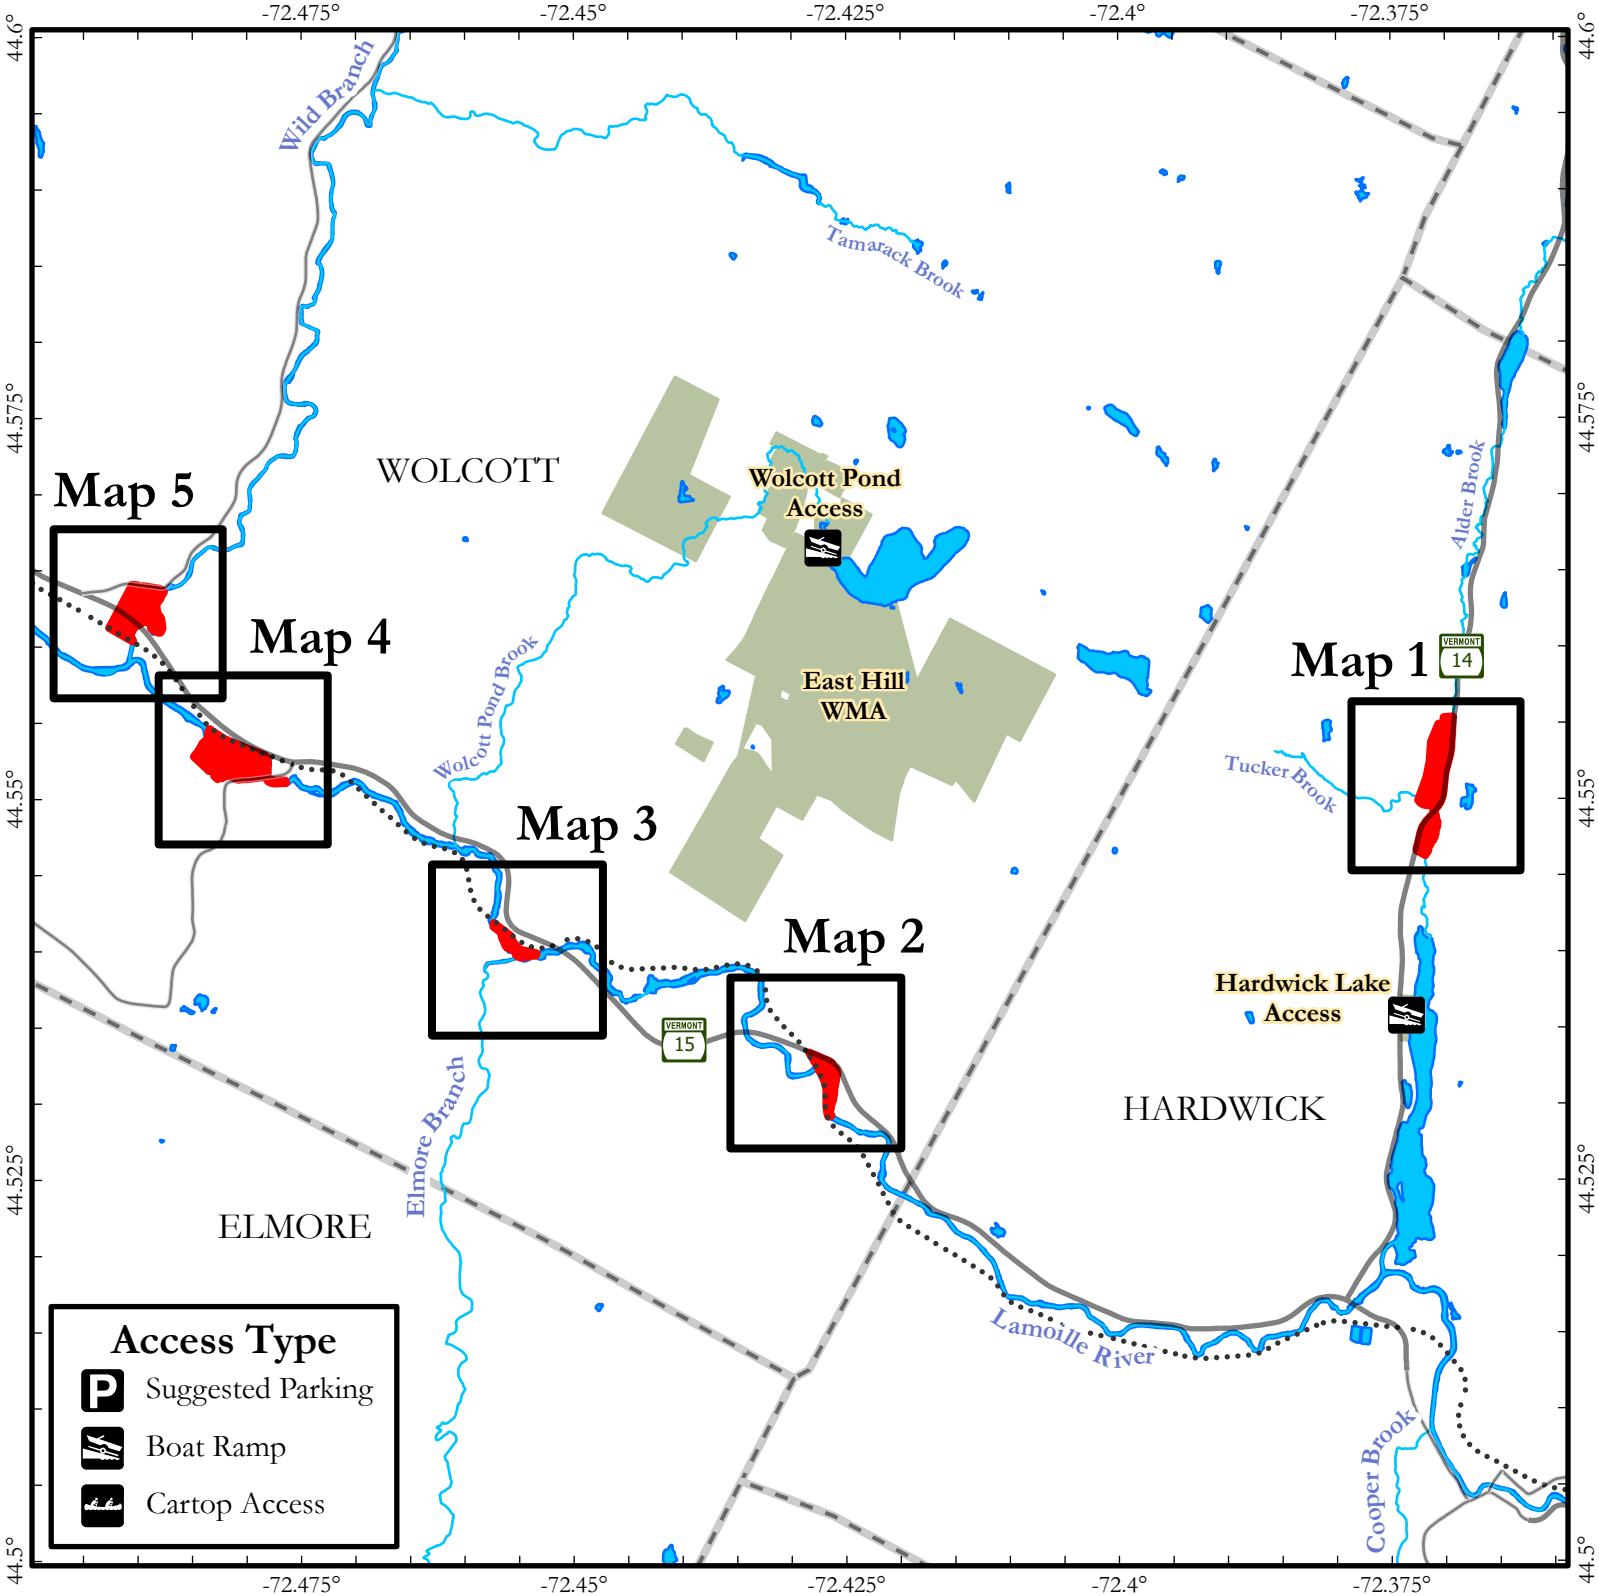 -72.475°
-72.45°
-72.425°
-72.4°
-72.375°
44.6°
44.6°
Wild Branch
Tamarack Brook
44.575°
44.575°
WOLCOTT
Wolcott Pond
Access
Map 5
Alder Brook
Map 4
Wolcott Pond Brook
VERMONT
14
Map 1
East Hill
WMA
Tucker Brook
44.55°
44.55°
Map 3
Map 2
Hardwick Lake
Access
VERMONT
15
Elmore Branch
HARDWICK
44.525°
44.525°
ELMORE
Lamoille River
Access Type
P
Suggested Parking
Boat Ramp
Cartop Access
Cooper Brook
44.5°
44.5°
-72.475°
-72.45°
-72.425°
-72.4°
-72.375°